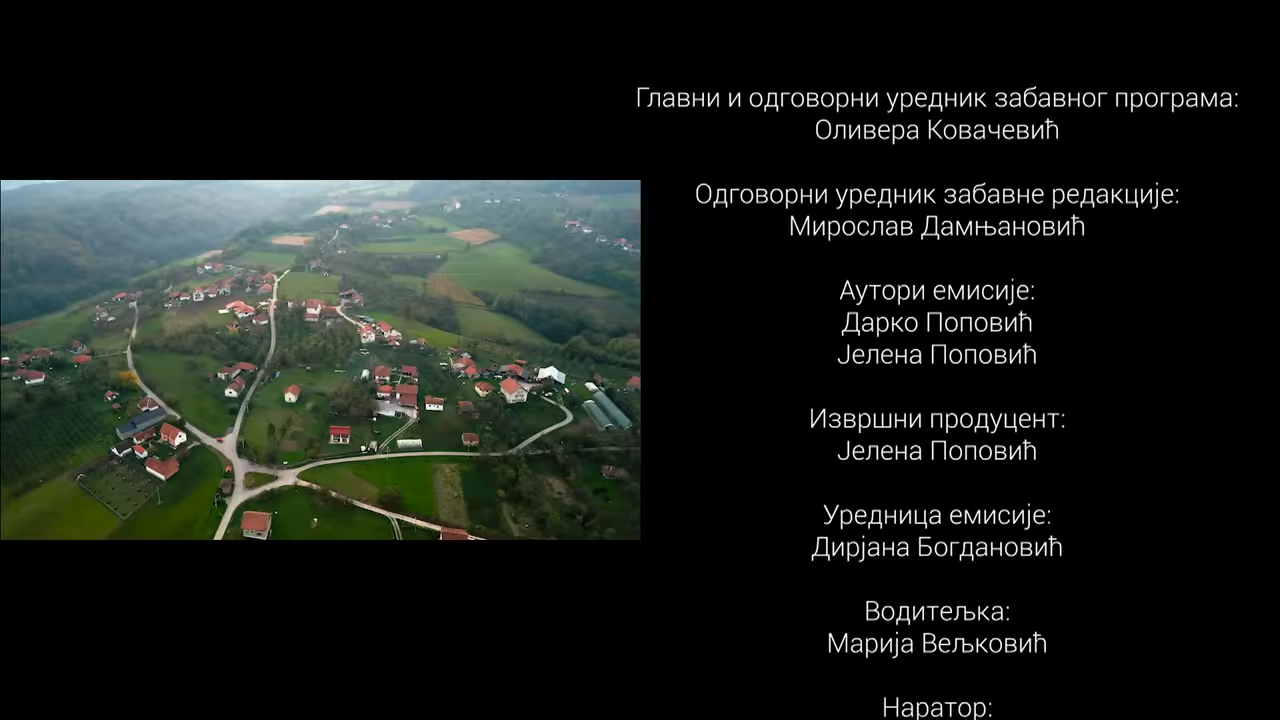 Главни и одговорни уредник забавног програма:
Оливера Ковачевић
Одговорни уредник забавне редакције:
Мирослав Дамњановић
Аутори емисије:
Дарко Поповић
Јелена Поповић
Извршни продуцент:
Јелена Поповић
Уредница емисије:
Дирјана Богдановић
Водитељка:
Марија Вељковић
Наратор: